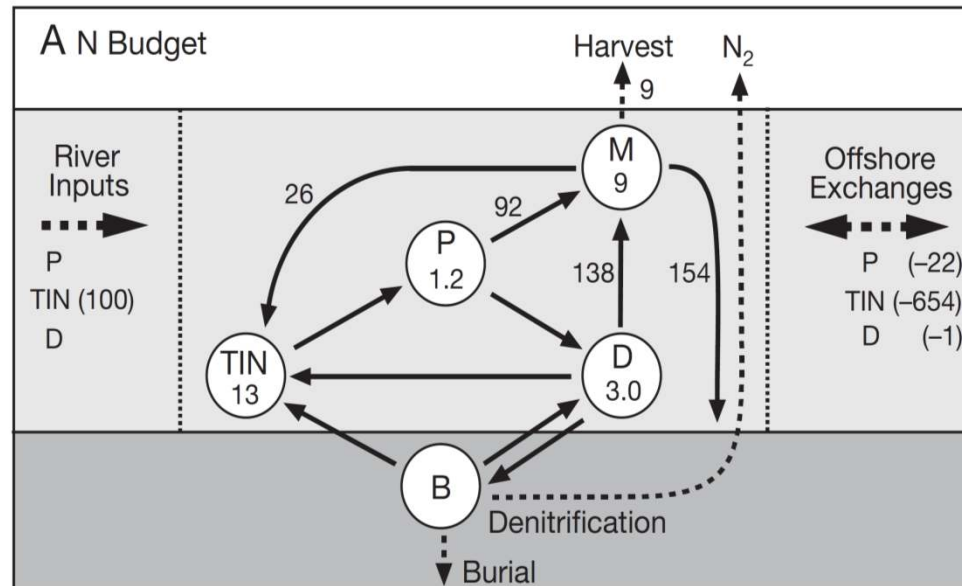 A N Budget
Harvest
N₂
9
River
Inputs
P
TIN (100)
D
26
92
M
9
P
1.2
138
154
Offshore
Exchanges
P (–22)
TIN (–654)
D (–1)
TIN
13
D
3.0
B
Denitrification
Burial